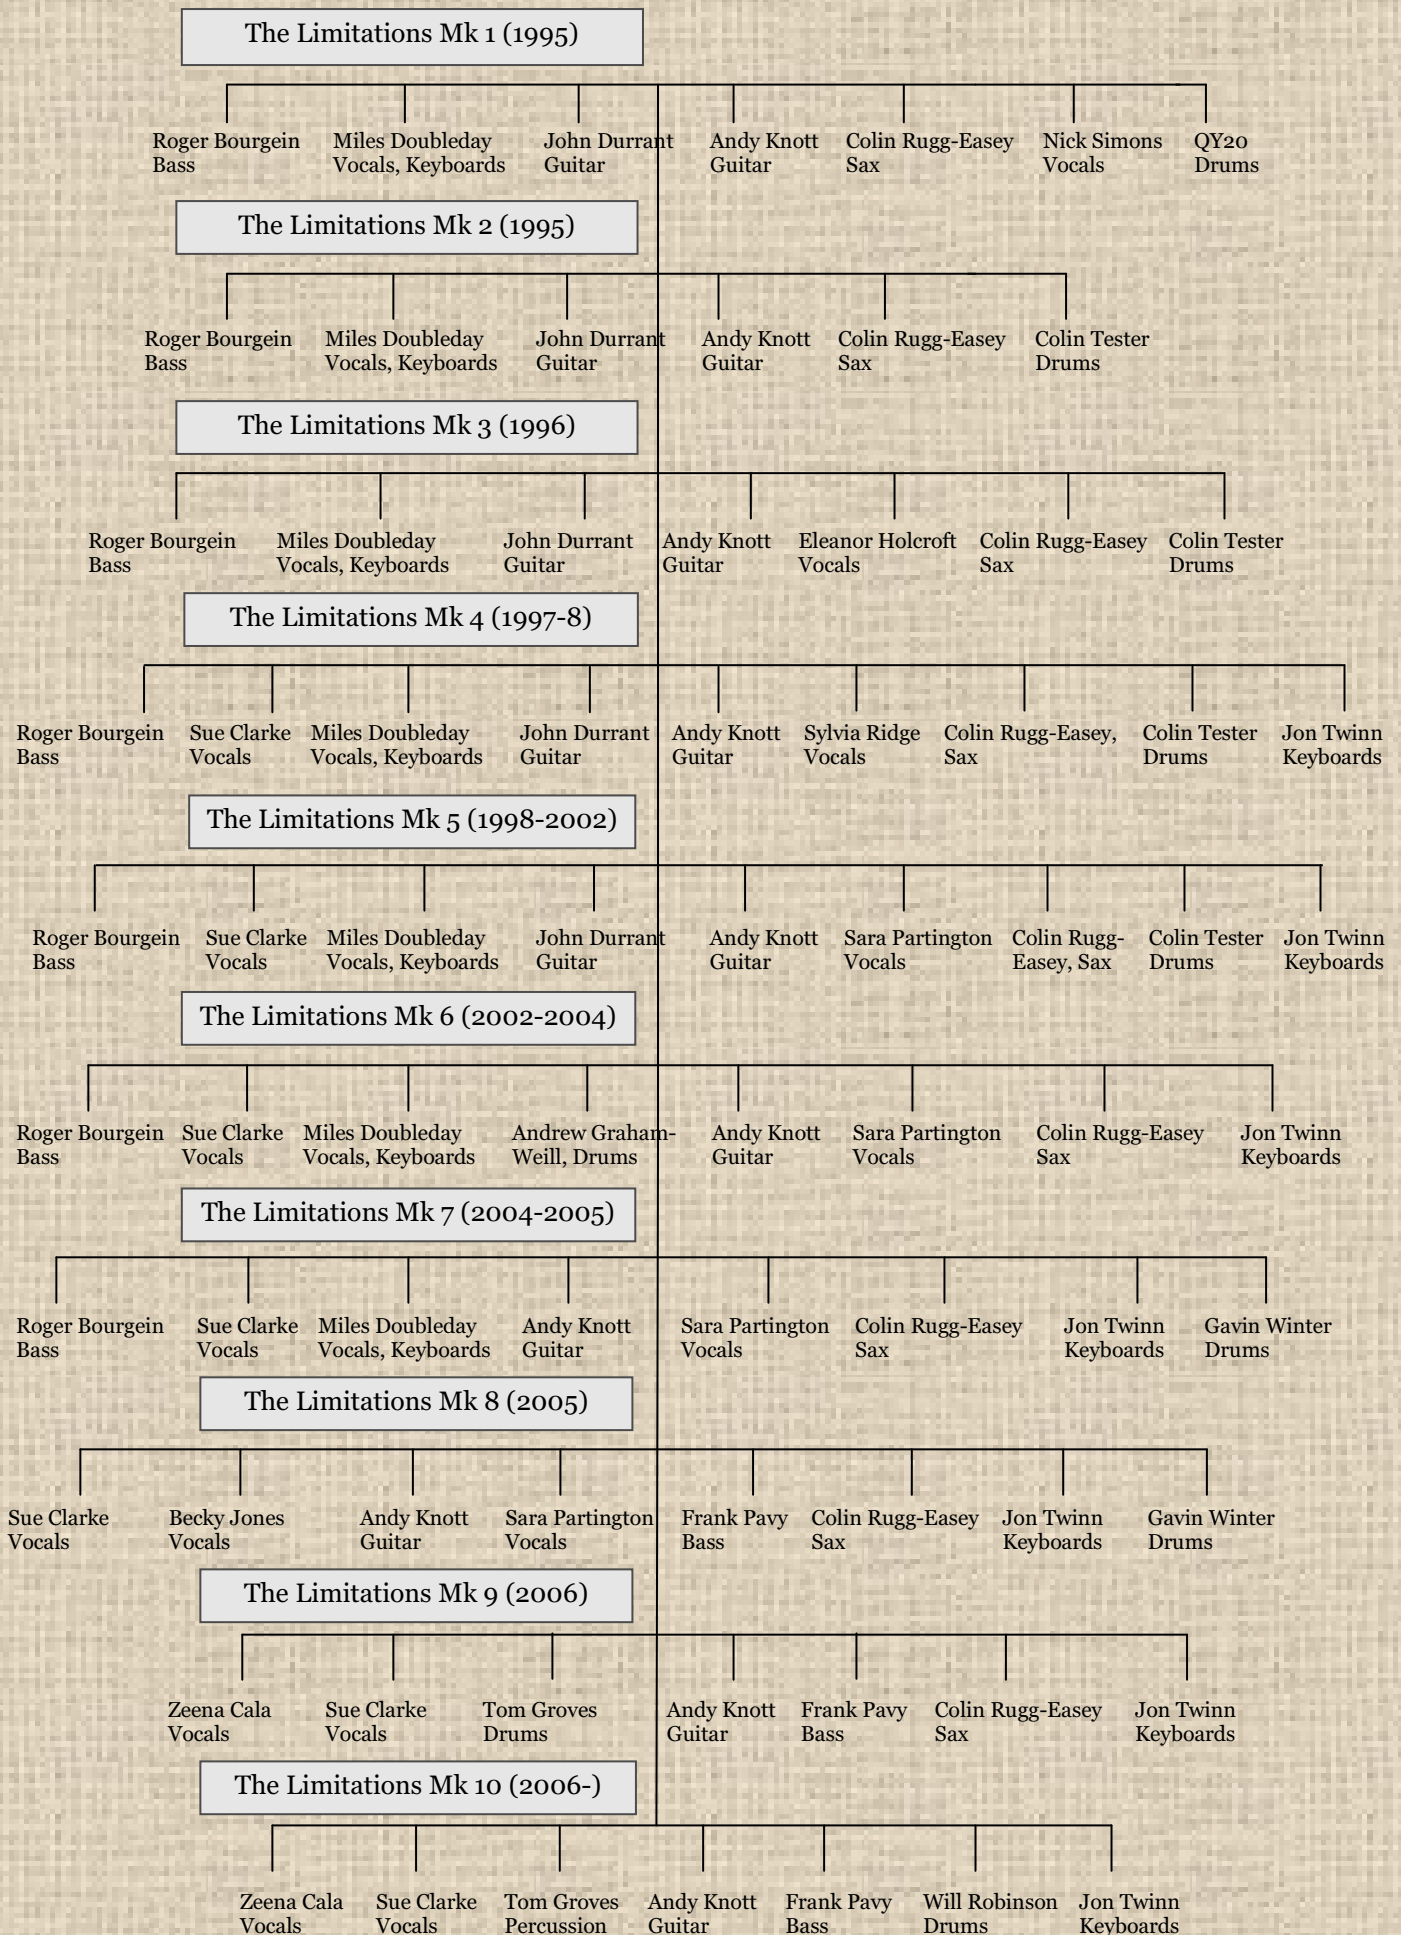 The Limitations Mk 1 (1995)
Roger Bourgein Miles Doubleday John Durrant Andy Knott Colin Rugg-Easey Nick Simons QY20
Bass Vocals, Keyboards Guitar Guitar Sax Vocals Drums
The Limitations Mk 2 (1995)
Roger Bourgein Miles Doubleday John Durrant Andy Knott Colin Rugg-Easey Colin Tester
Bass Vocals, Keyboards Guitar Guitar Sax Drums
The Limitations Mk 3 (1996)
Roger Bourgein Miles Doubleday John Durrant Andy Knott Eleanor Holcroft Colin Rugg-Easey Colin Tester
Bass Vocals, Keyboards Guitar Guitar Vocals Sax Drums
The Limitations Mk 4 (1997-8)
Roger Bourgein Sue Clarke Miles Doubleday John Durrant Andy Knott Sylvia Ridge Colin Rugg-Easey, Colin Tester Jon Twinn
Bass Vocals Vocals, Keyboards Guitar Guitar Vocals Sax Drums Keyboards
The Limitations Mk 5 (1998-2002)
Roger Bourgein Sue Clarke Miles Doubleday John Durrant Andy Knott Sara Partington Colin Rugg- Colin Tester Jon Twinn
Bass Vocals Vocals, Keyboards Guitar Guitar Vocals Easey, Sax Drums Keyboards
The Limitations Mk 6 (2002-2004)
Roger Bourgein Sue Clarke Miles Doubleday Andrew Graham- Andy Knott Sara Partington Colin Rugg-Easey Jon Twinn
Bass Vocals Vocals, Keyboards Weill, Drums Guitar Vocals Sax Keyboards
The Limitations Mk 7 (2004-2005)
Roger Bourgein Sue Clarke Miles Doubleday Andy Knott Sara Partington Colin Rugg-Easey Jon Twinn Gavin Winter
Bass Vocals Vocals, Keyboards Guitar Vocals Sax Keyboards Drums
The Limitations Mk 8 (2005)
Sue Clarke Becky Jones Andy Knott Sara Partington Frank Pavy Colin Rugg-Easey Jon Twinn Gavin Winter
Vocals Vocals Guitar Vocals Bass Sax Keyboards Drums
The Limitations Mk 9 (2006)
Zeena Cala Sue Clarke Tom Groves Andy Knott Frank Pavy Colin Rugg-Easey Jon Twinn
Vocals Vocals Drums Guitar Bass Sax Keyboards
The Limitations Mk 10 (2006-)
Zeena Cala Sue Clarke Tom Groves Andy Knott Frank Pavy Will Robinson Jon Twinn
Vocals Vocals Percussion Guitar Bass Drums Keyboards